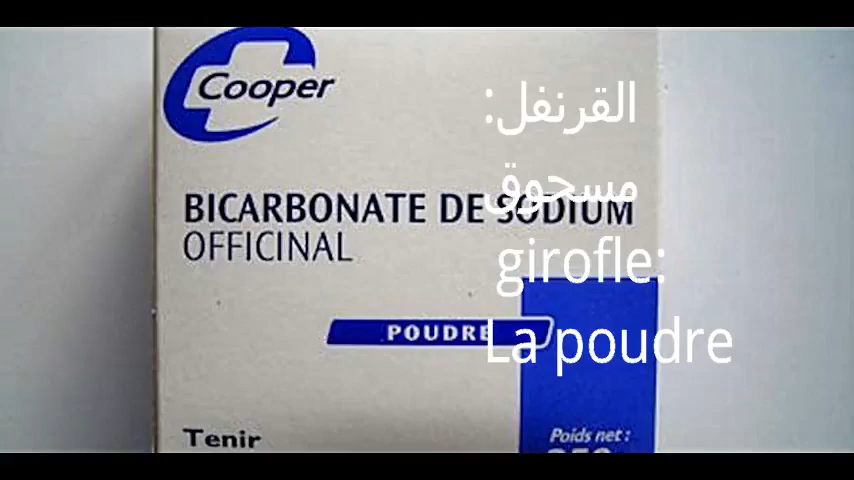 Cooper
BICARBONATE DE SODIUM
OFFICINAL
POUDRE
Tenir
Poids net :
القرنفل:
مسحوق
girofle:
La poudre